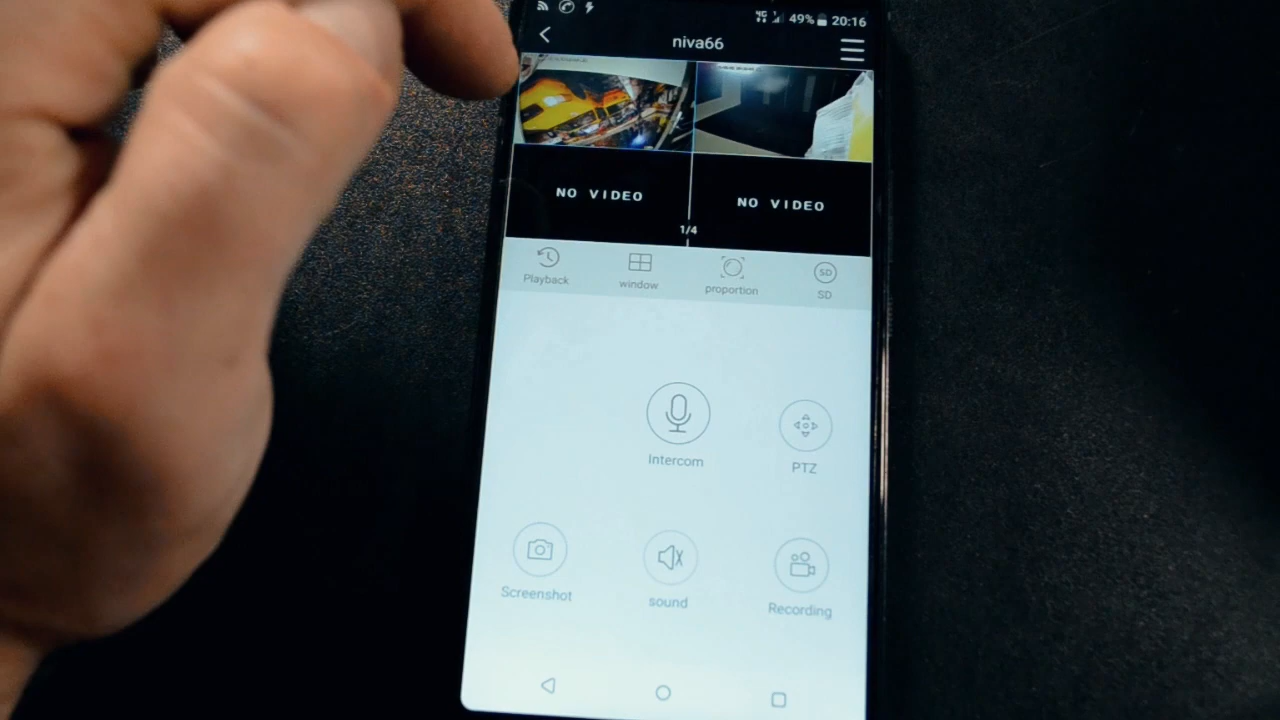 4G 49% 20:16
niva66
NO VIDEO
NO VIDEO
1/4
Playback
window
proportion
SD
SD
Intercom
PTZ
Screenshot
sound
Recording